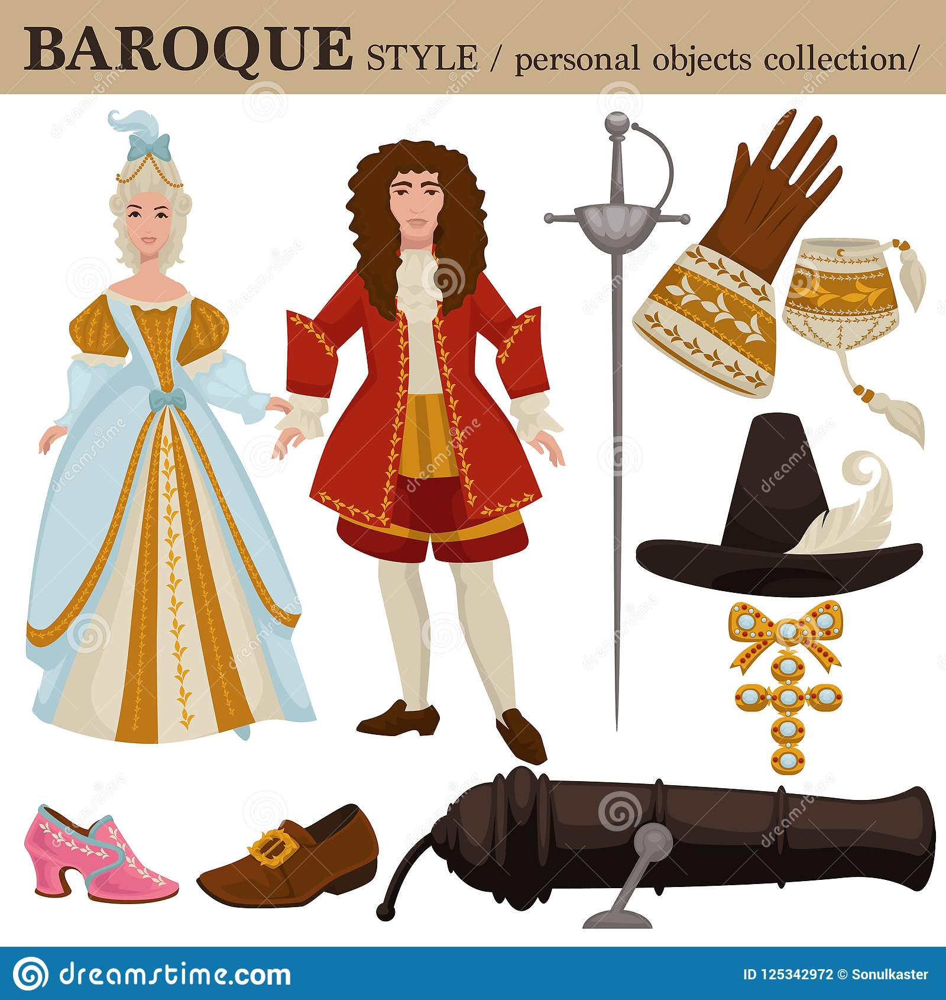 BAROQUE STYLE / personal objects collection/
dreamstime.com
ID 125342972 © Sonulkaster